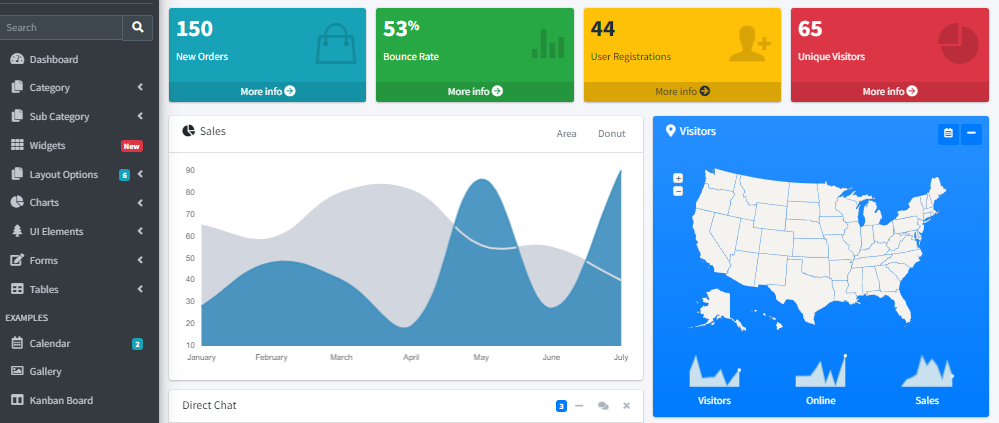 Search
Dashboard
Category
Sub Category
Widgets New
Layout Options 6
Charts
UI Elements
Forms
Tables
EXAMPLES
Calendar 2
Gallery
Kanban Board
150
New Orders
More info
53%
Bounce Rate
More info
44
User Registrations
More info
65
Unique Visitors
More info
Sales
Area Donut
90
80
70
60
50
40
30
20
10
January February March April May June July
Direct Chat 3
Visitors
+
−
Visitors Online Sales